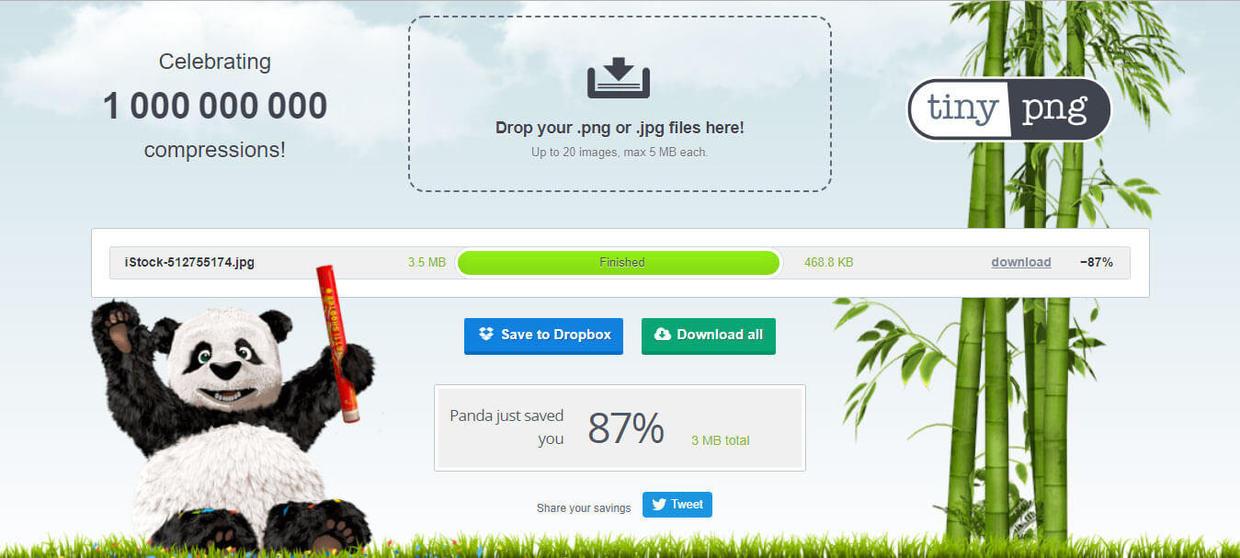 Celebrating
1 000 000 000
compressions!
Drop your .png or .jpg files here!
Up to 20 images, max 5 MB each.
tiny png
iStock-512755174.jpg 3.5 MB Finished 468.8 KB download −87%
Save to Dropbox Download all
Panda just saved
you
87% 3 MB total
Share your savings Tweet